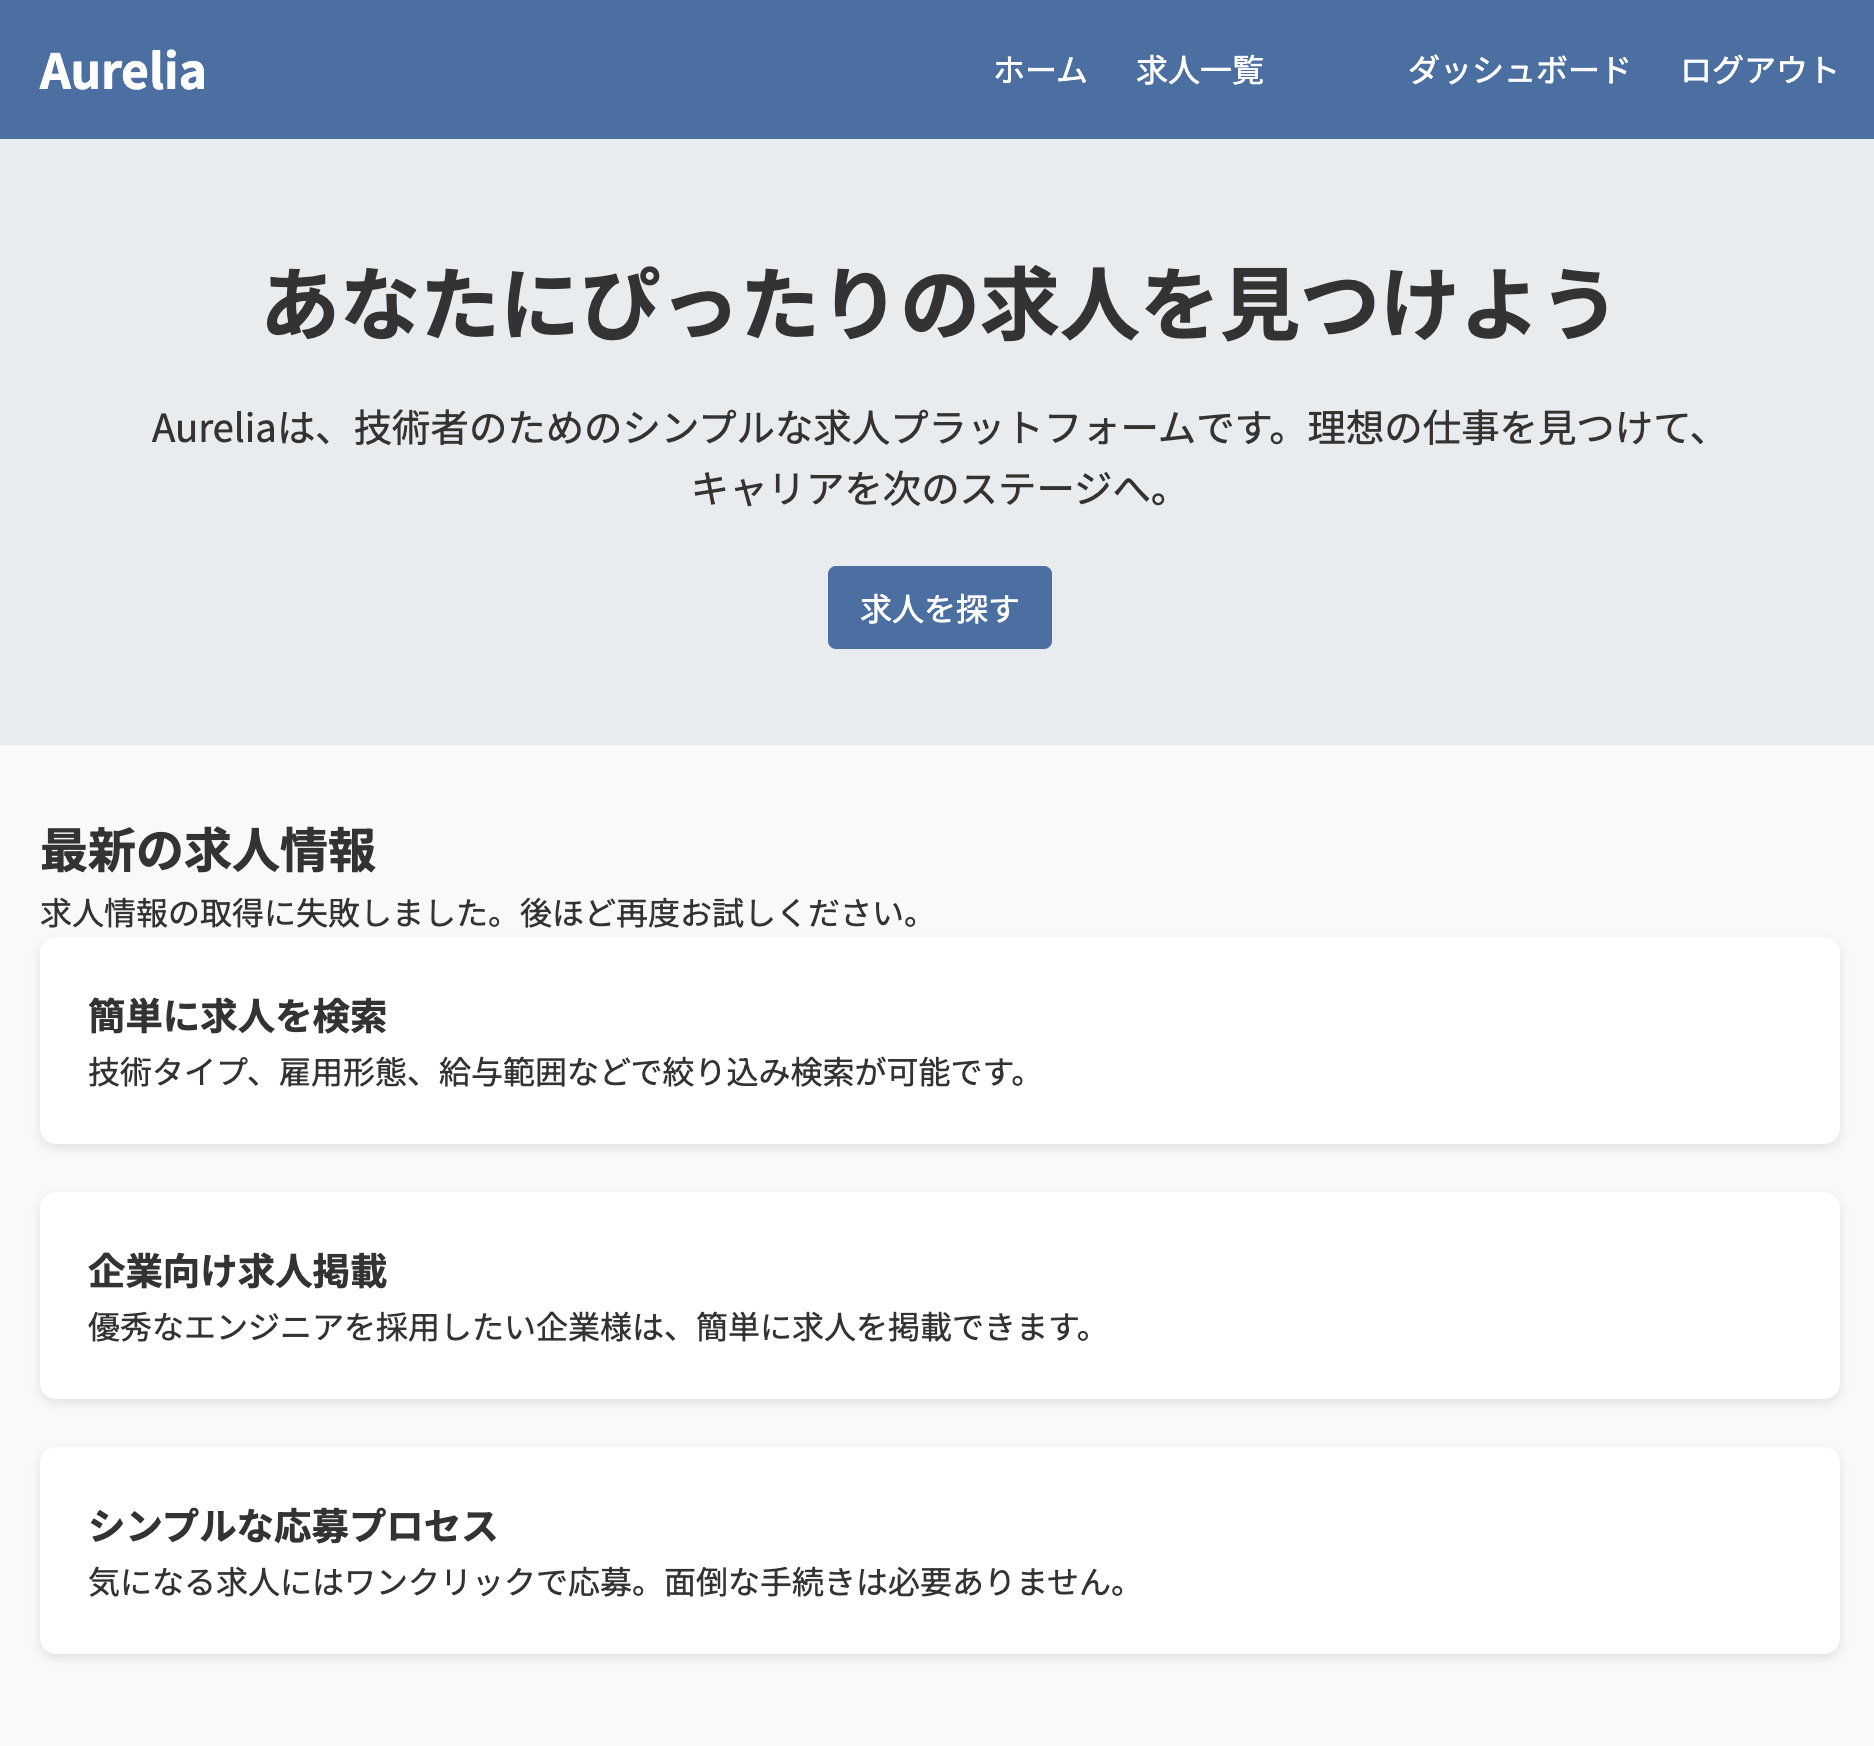 Aurelia
ホーム 求人一覧 ダッシュボード ログアウト
あなたにぴったりの求人を見つけよう
Aureliaは、技術者のためのシンプルな求人プラットフォームです。理想の仕事を見つけて、
キャリアを次のステージへ。
求人を探す
最新の求人情報
求人情報の取得に失敗しました。後ほど再度お試しください。
簡単に求人を検索
技術タイプ、雇用形態、給与範囲などで絞り込み検索が可能です。
企業向け求人掲載
優秀なエンジニアを採用したい企業様は、簡単に求人を掲載できます。
シンプルな応募プロセス
気になる求人にはワンクリックで応募。面倒な手続きは必要ありません。